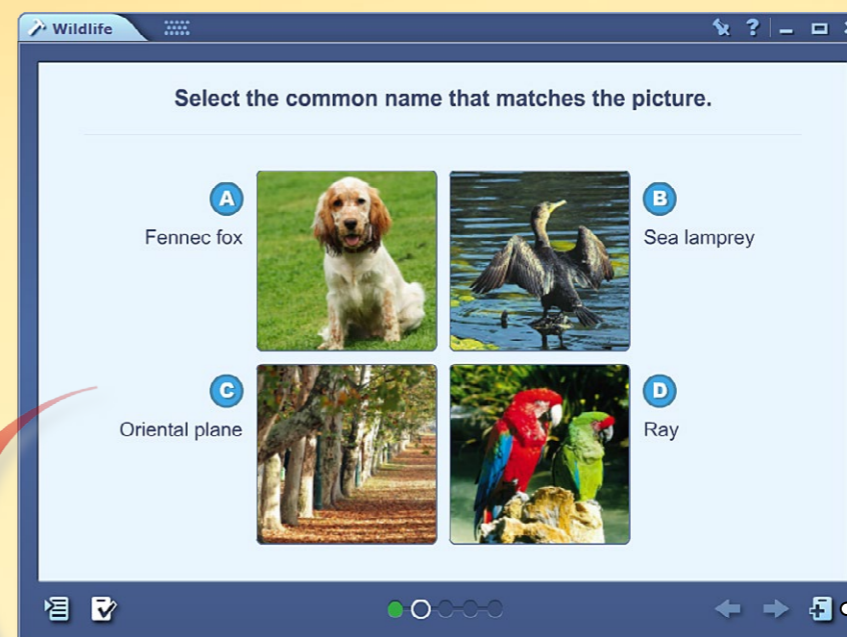 Wildlife
?
Select the common name that matches the picture.
A
Fennec fox
B
Sea lamprey
C
Oriental plane
D
Ray